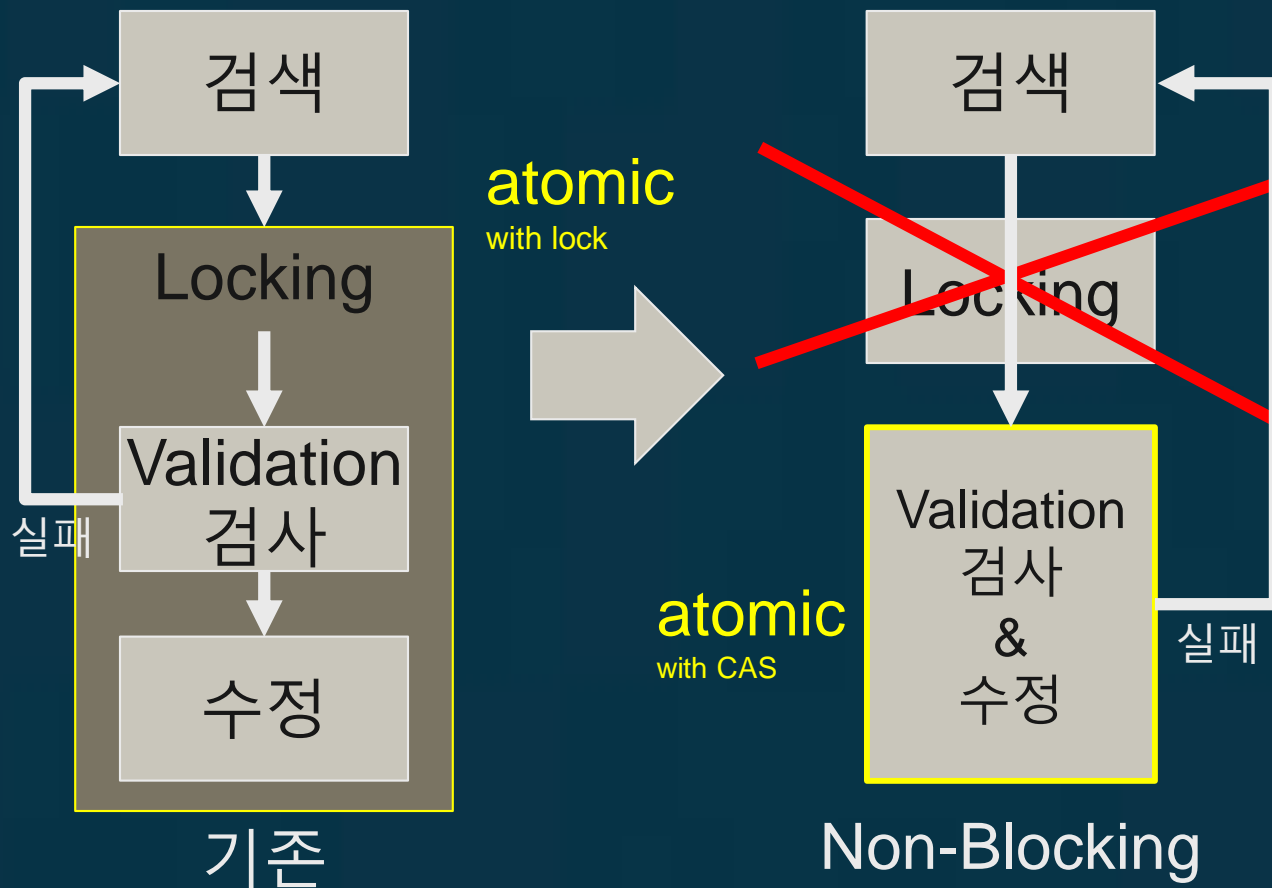 검색
Locking
Validation
검사
수정
실패
기존
atomic
with lock
검색
Locking
atomic
with CAS
Validation
검사
&
수정
실패
Non-Blocking